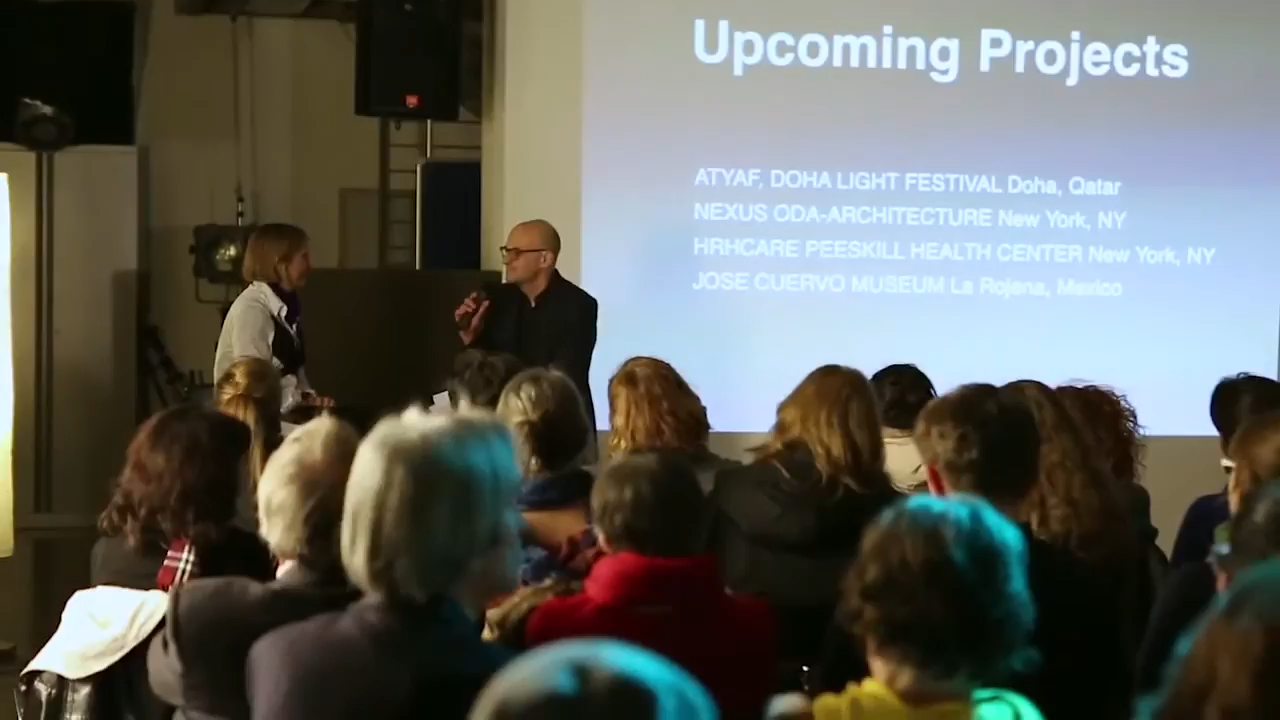 Upcoming Projects
ATYAF, DOHA LIGHT FESTIVAL Doha, Qatar
NEXUS ODA-ARCHITECTURE New York, NY
HRHCARE PEESKILL HEALTH CENTER New York, NY
JOSE CUERVO MUSEUM La Rojena, Mexico